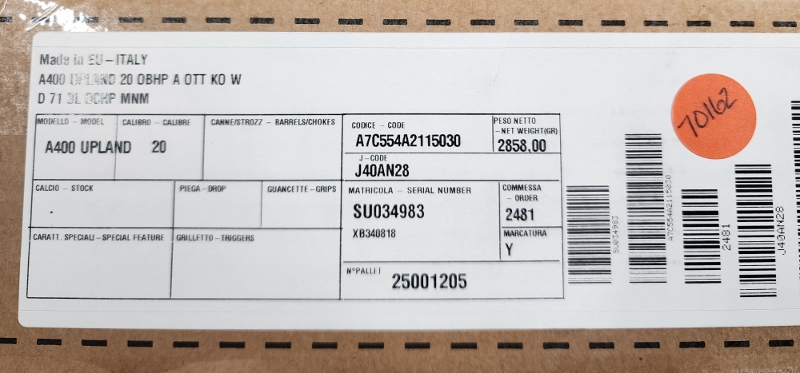 Made in EU - ITALY
A400 UPLAND 20 OBHP A OTT KO W
D 71 3L OCHP MNM
MODELLO - MODEL
A400 UPLAND
CALIBRO - CALIBRE
20
CANNE/STROZZ - BARRELS/CHOKES
CODICE - CODE
A7C554A2115030
PESO NETTO
- NET WEIGHT(GR)
2858,00
J - CODE
J40AN28
CALCIO - STOCK
PIEGA - DROP
GUANCETTE - GRIPS
MATRICOLA - SERIAL NUMBER
SU034983
XB340818
COMMESSA
- ORDER
2481
MARCATURA
Y
CARATT. SPECIALI - SPECIAL FEATURE
GRILLETTO - TRIGGERS
N°PALLET
25001205
701162
SU034983
A7C554A2115030
2481
J40AN28